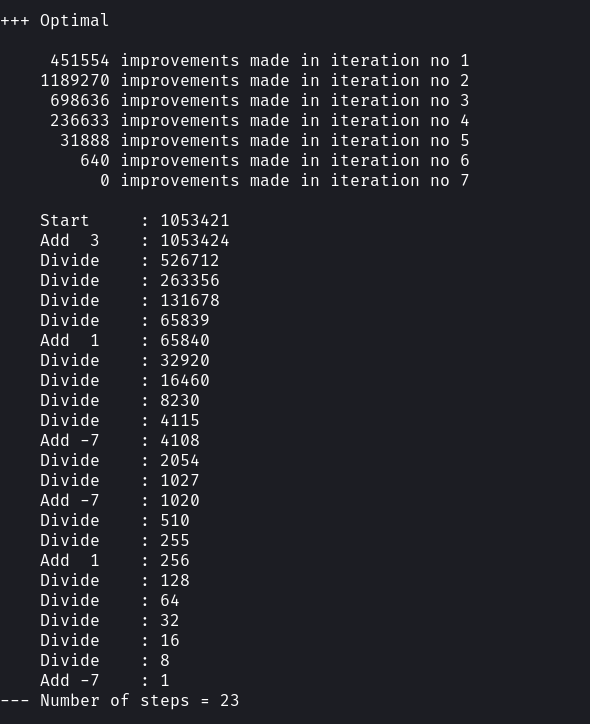 +++ Optimal
451554 improvements made in iteration no 1
1189270 improvements made in iteration no 2
698636 improvements made in iteration no 3
236633 improvements made in iteration no 4
31888 improvements made in iteration no 5
640 improvements made in iteration no 6
0 improvements made in iteration no 7
Start     : 1053421
Add  3    : 1053424
Divide    : 526712
Divide    : 263356
Divide    : 131678
Divide    : 65839
Add  1    : 65840
Divide    : 32920
Divide    : 16460
Divide    : 8230
Divide    : 4115
Add -7    : 4108
Divide    : 2054
Divide    : 1027
Add -7    : 1020
Divide    : 510
Divide    : 255
Add  1    : 256
Divide    : 128
Divide    : 64
Divide    : 32
Divide    : 16
Divide    : 8
Add -7    : 1
--- Number of steps = 23